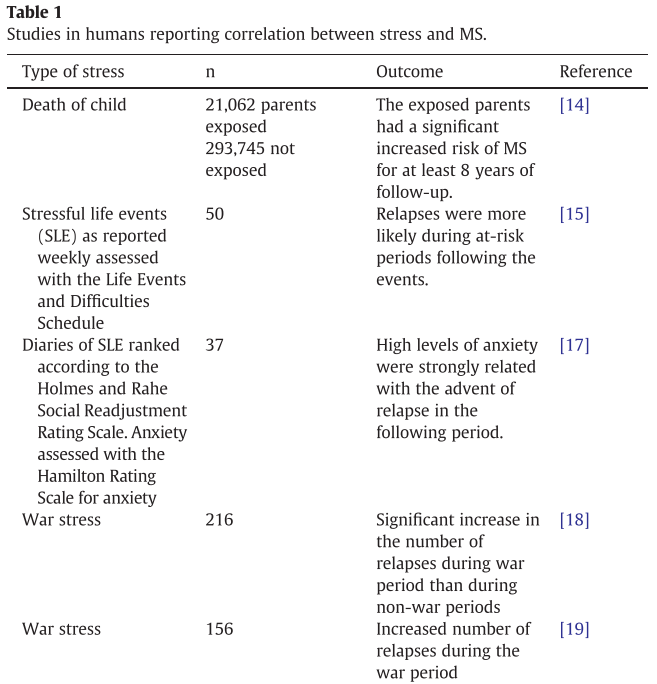 Table 1
Studies in humans reporting correlation between stress and MS.
Type of stress n Outcome Reference
Death of child 21,062 parents The exposed parents [14]
exposed had a significant
293,745 not increased risk of MS
exposed for at least 8 years of
follow-up.
Stressful life events 50 Relapses were more [15]
(SLE) as reported likely during at-risk
weekly assessed periods following the
with the Life Events events.
and Difficulties
Schedule
Diaries of SLE ranked 37 High levels of anxiety [17]
according to the were strongly related
Holmes and Rahe with the advent of
Social Readjustment relapse in the
Rating Scale. Anxiety following period.
assessed with the
Hamilton Rating
Scale for anxiety
War stress 216 Significant increase in [18]
the number of
relapses during war
period than during
non-war periods
War stress 156 Increased number of [19]
relapses during the
war period